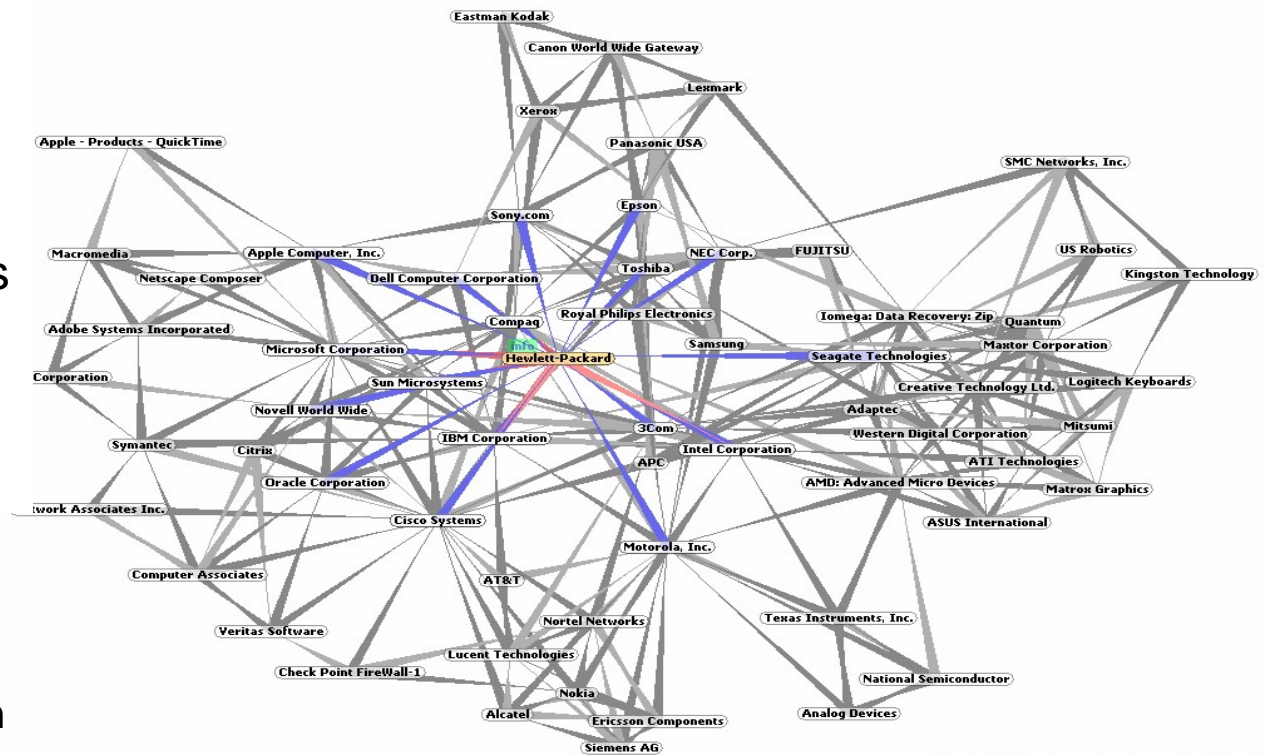 Eastman Kodak
Canon World Wide Gateway
Lexmark
Xerox
Apple - Products - QuickTime
Panasonic USA
SMC Networks, Inc.
Epson
Sony.com
Macromedia
Apple Computer, Inc.
NEC Corp.
FUJITSU
US Robotics
s
Netscape Composer
Dell Computer Corporation
Toshiba
Kingston Technology
Adobe Systems Incorporated
Compaq
Royal Philips Electronics
Iomega: Data Recovery: Zip
Quantum
Info
Microsoft Corporation
Hewlett-Packard
Samsung
Seagate Technologies
Maxtor Corporation
Corporation
Sun Microsystems
Creative Technology Ltd.
Logitech Keyboards
Novell World Wide
Adaptec
Symantec
Citrix
IBM Corporation
3Com
Intel Corporation
Western Digital Corporation
Mitsumi
APC
ATI Technologies
Oracle Corporation
AMD: Advanced Micro Devices
Matrox Graphics
work Associates Inc.
Cisco Systems
ASUS International
Motorola, Inc.
Computer Associates
AT&T
Veritas Software
Nortel Networks
Texas Instruments, Inc.
Lucent Technologies
Check Point FireWall-1
National Semiconductor
Nokia
Alcatel
Ericsson Components
Analog Devices
n
Siemens AG